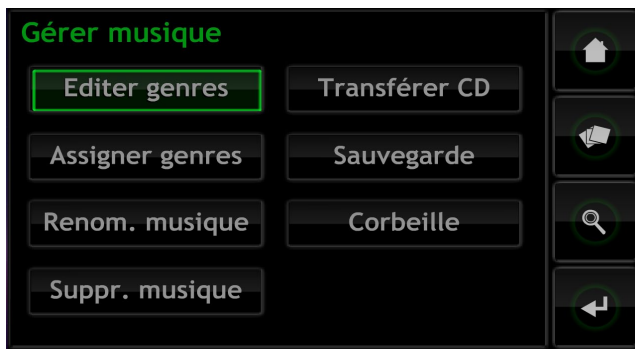 Gérer musique
Editer genres
Transférer CD
Assigner genres
Sauvegarde
Renom. musique
Corbeille
Suppr. musique